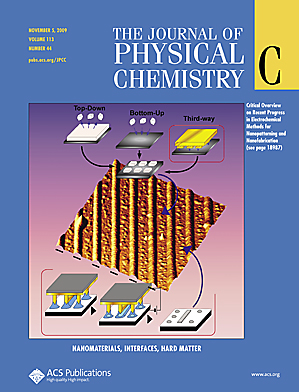 NOVEMBER 5, 2009
VOLUME 113
NUMBER 44
pubs.acs.org/JPCC
THE JOURNAL OF
PHYSICAL
CHEMISTRY
C
Critical Overview
on Recent Progress
in Electrochemical
Methods for
Nanopatterning and
Nanofabrication
(see page 18987)
Top-Down
Bottom-Up
Third-way
NANOMATERIALS, INTERFACES, HARD MATTER
ACS Publications
High quality. High impact.
www.acs.org